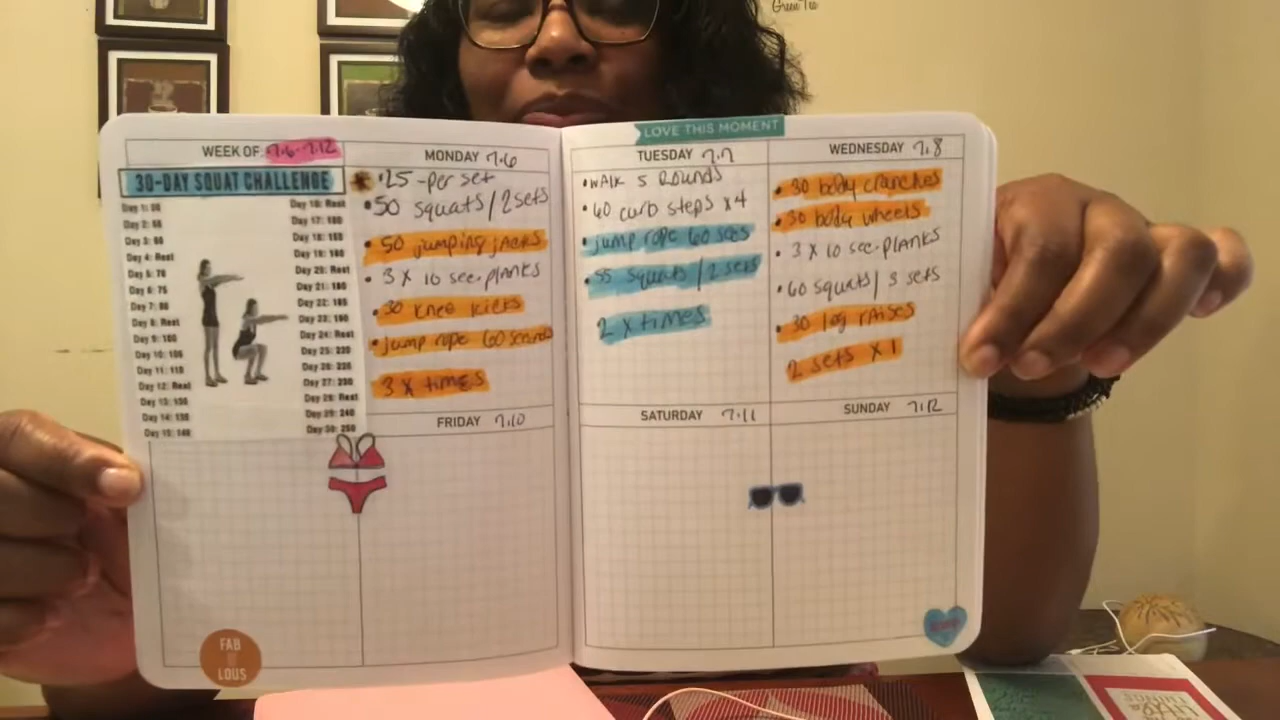 Green Tea
LOVE THIS MOMENT
WEEK OF 7.6-7.12
30-DAY SQUAT CHALLENGE
Day 1: 50
Day 2: 55
Day 3: 60
Day 4: Rest
Day 5: 70
Day 6: 75
Day 7: 80
Day 8: Rest
Day 9: 100
Day 10: 105
Day 11: 110
Day 12: Rest
Day 13: 130
Day 14: 135
Day 15: 140
Day 16: Rest
Day 17: 150
Day 18: 155
Day 19: 160
Day 20: Rest
Day 21: 180
Day 22: 185
Day 23: 190
Day 24: Rest
Day 25: 220
Day 26: 225
Day 27: 230
Day 28: Rest
Day 29: 240
Day 30: 250
MONDAY 7.6
•25-per set
•50 squats/2sets
• 50 jumping jacks
• 3 x 10 sec.planks
• 30 knee kicks
• jump rope 60 seconds
3 x times
TUESDAY 7.7
•WALK 5 ROUNDS
• 40 curb steps x4
• jump rope 60 secs
•55 squats/2 sets
2 x times
WEDNESDAY 7.8
• 30 body crunches
• 30 body wheels
• 3 x 10 sec.planks
•60 squats/3 sets
•30 leg raises
2 sets x1
FRIDAY 7.10
SATURDAY 7.11
SUNDAY 7.12
FAB
LOUS
THINGS